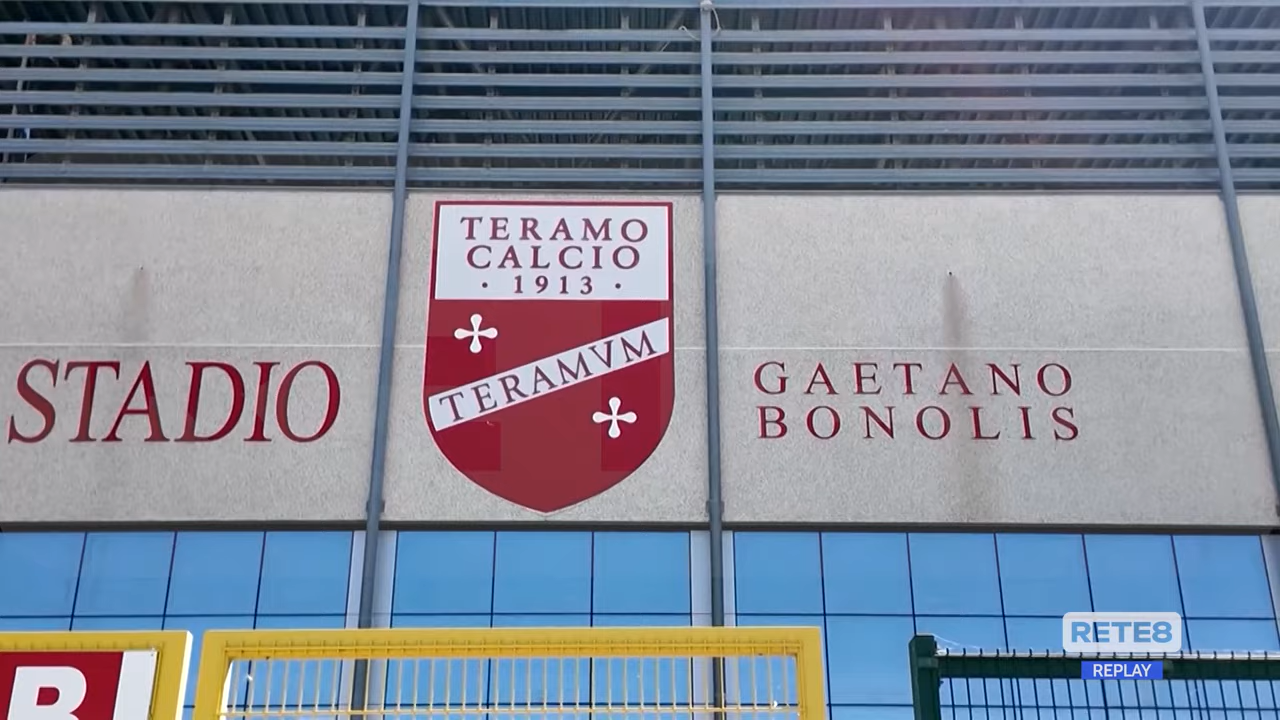 TERAMO
CALCIO
· 1913 ·
TERAMVM
STADIO
GAETANO
BONOLIS
B
RETE8
REPLAY